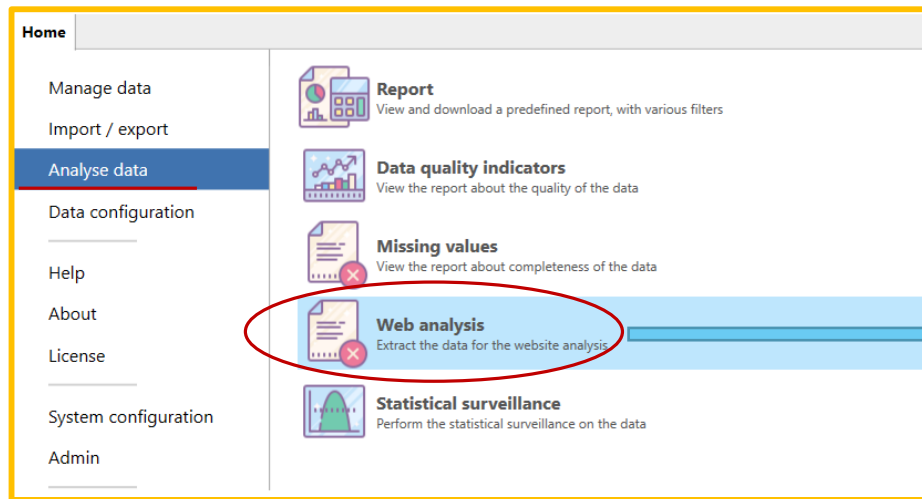 Home
Manage data
Import / export
Analyse data
Data configuration
Help
About
License
System configuration
Admin
Report
View and download a predefined report, with various filters
Data quality indicators
View the report about the quality of the data
Missing values
View the report about completeness of the data
Web analysis
Extract the data for the website analysis
Statistical surveillance
Perform the statistical surveillance on the data